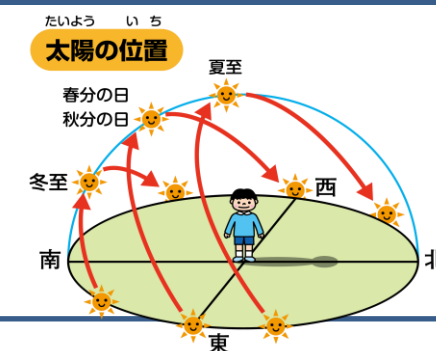 たいよう いち
太陽の位置
夏至
春分の日
秋分の日
冬至
西
南
北
東